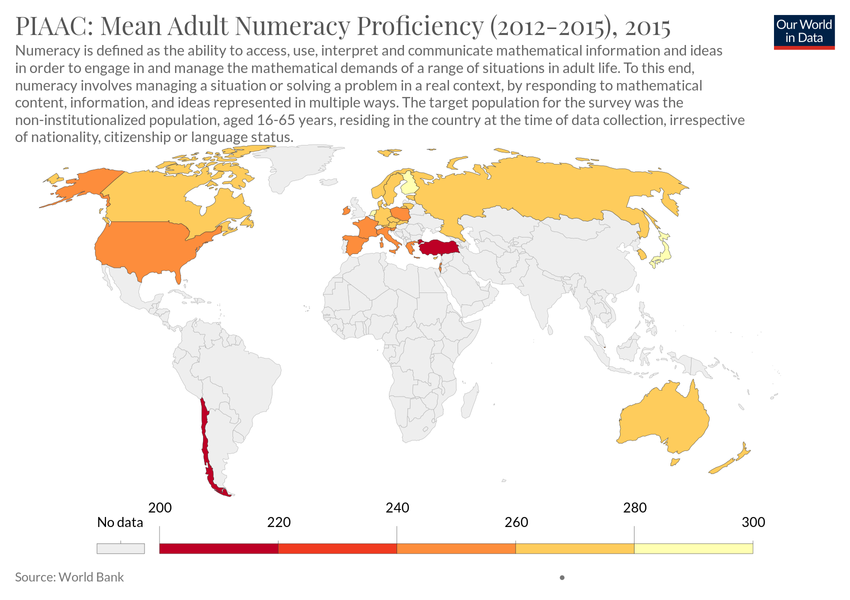 PIAAC: Mean Adult Numeracy Proficiency (2012-2015), 2015
Our World
in Data
Numeracy is defined as the ability to access, use, interpret and communicate mathematical information and ideas
in order to engage in and manage the mathematical demands of a range of situations in adult life. To this end,
numeracy involves managing a situation or solving a problem in a real context, by responding to mathematical
content, information, and ideas represented in multiple ways. The target population for the survey was the
non-institutionalized population, aged 16-65 years, residing in the country at the time of data collection, irrespective
of nationality, citizenship or language status.
200 240 280
No data 220 260 300
Source: World Bank